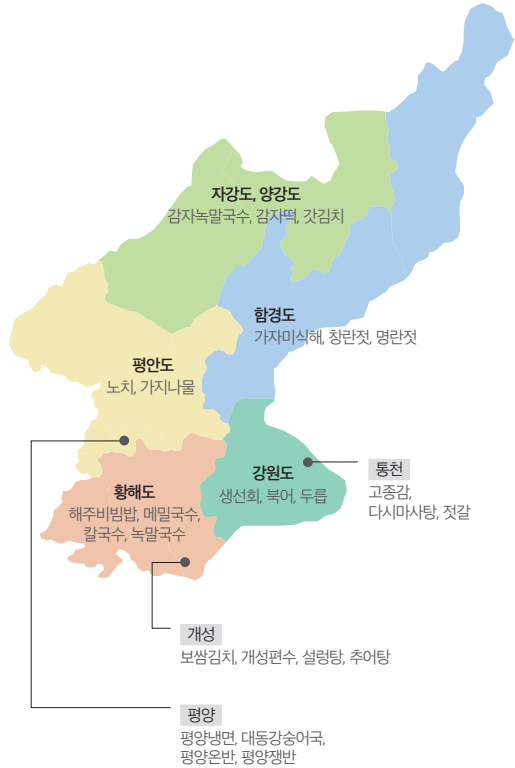 자강도, 양강도
감자녹말국수, 감자떡, 갓김치
함경도
가자미식해, 창란젓, 명란젓
평안도
노치, 가지나물
강원도
생선회, 북어, 두릅
통천
고종감,
다시마사탕, 젓갈
황해도
해주비빔밥, 메밀국수,
칼국수, 녹말국수
개성
보쌈김치, 개성편수, 설렁탕, 추어탕
평양
평양냉면, 대동강숭어국,
평양온반, 평양쟁반